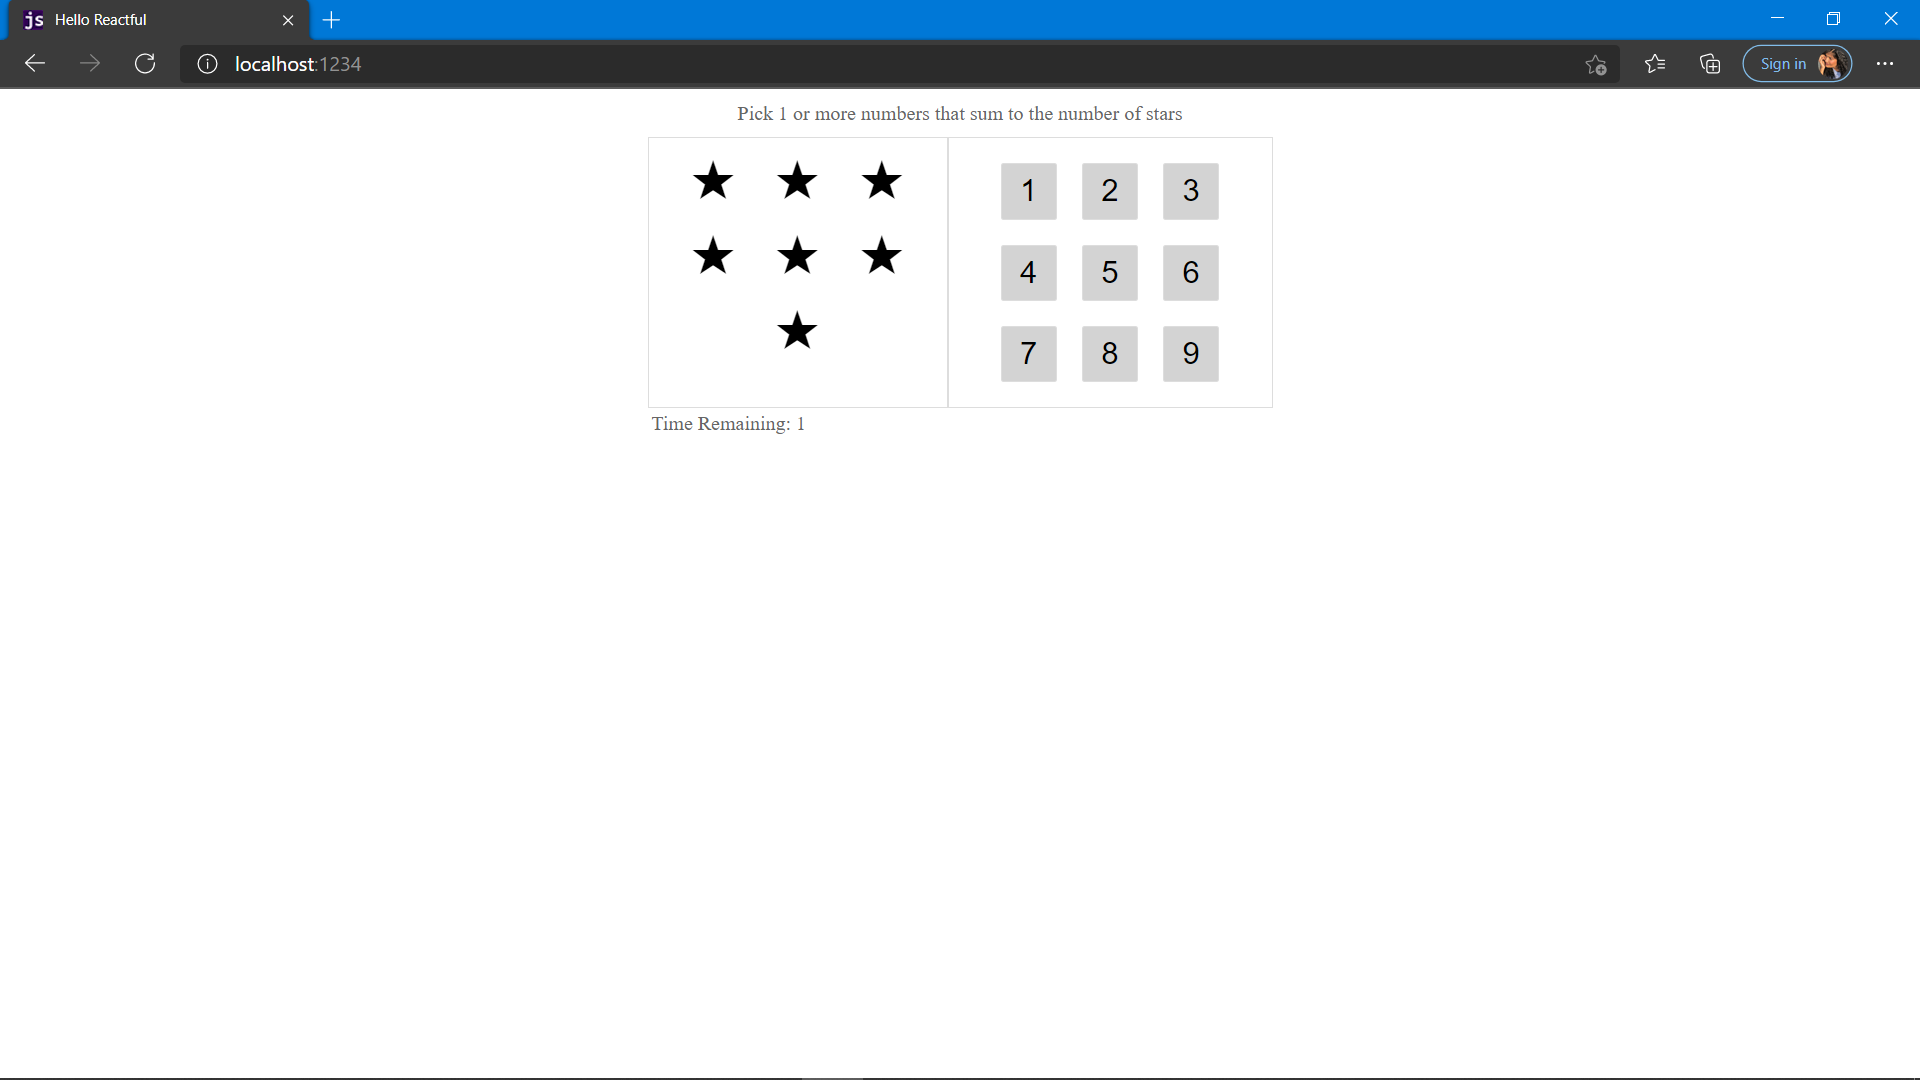 js Hello Reactful
localhost:1234
Sign in
Pick 1 or more numbers that sum to the number of stars
1 2 3
4 5 6
7 8 9
Time Remaining: 1